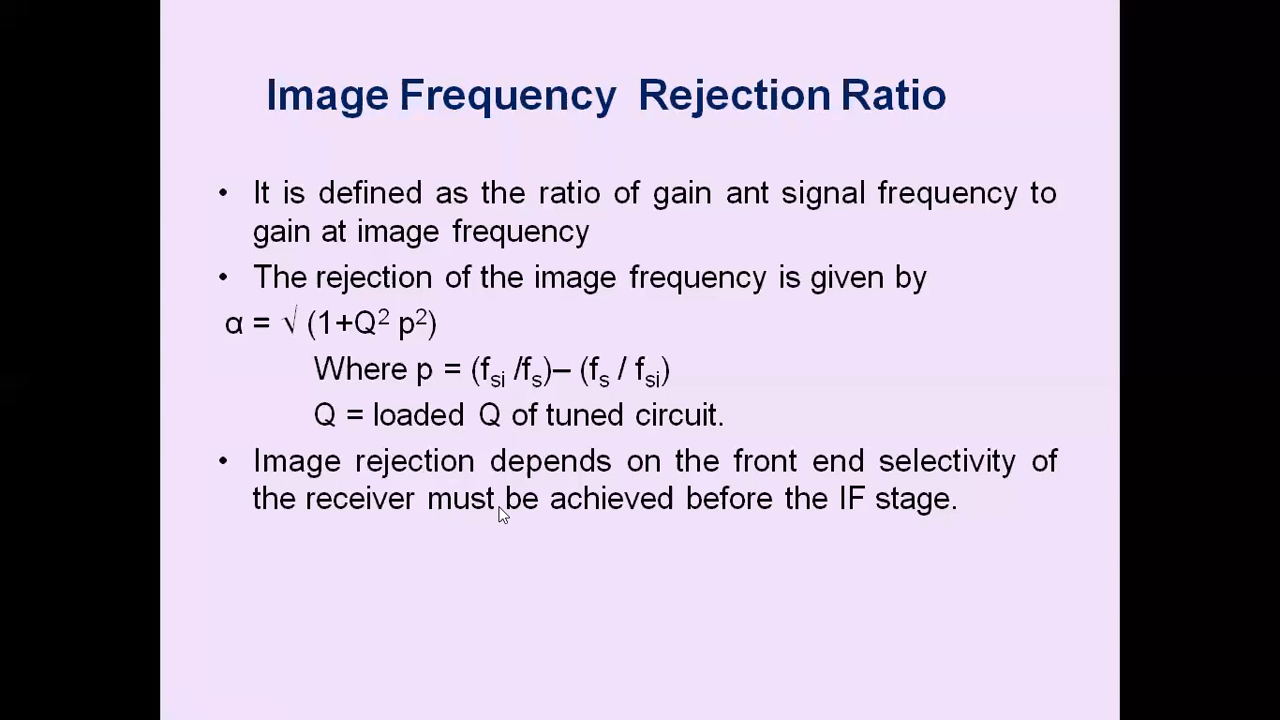 Image Frequency Rejection Ratio
• It is defined as the ratio of gain ant signal frequency to
gain at image frequency
• The rejection of the image frequency is given by
α = √ (1+Q² p²)
Where p = (fsi /fs)– (fs / fsi)
Q = loaded Q of tuned circuit.
• Image rejection depends on the front end selectivity of
the receiver must be achieved before the IF stage.